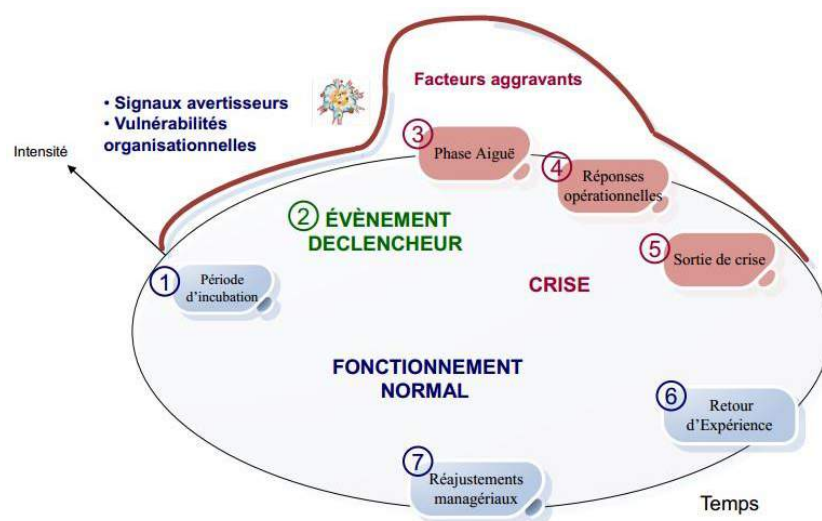 Facteurs aggravants
• Signaux avertisseurs
• Vulnérabilités
organisationnelles
Intensité
3
Phase Aiguë
4
Réponses
opérationnelles
2
ÉVÈNEMENT
DECLENCHEUR
5
Sortie de crise
1
Période
d'incubation
CRISE
FONCTIONNEMENT
NORMAL
6
Retour
d'Expérience
7
Réajustements
managériaux
Temps